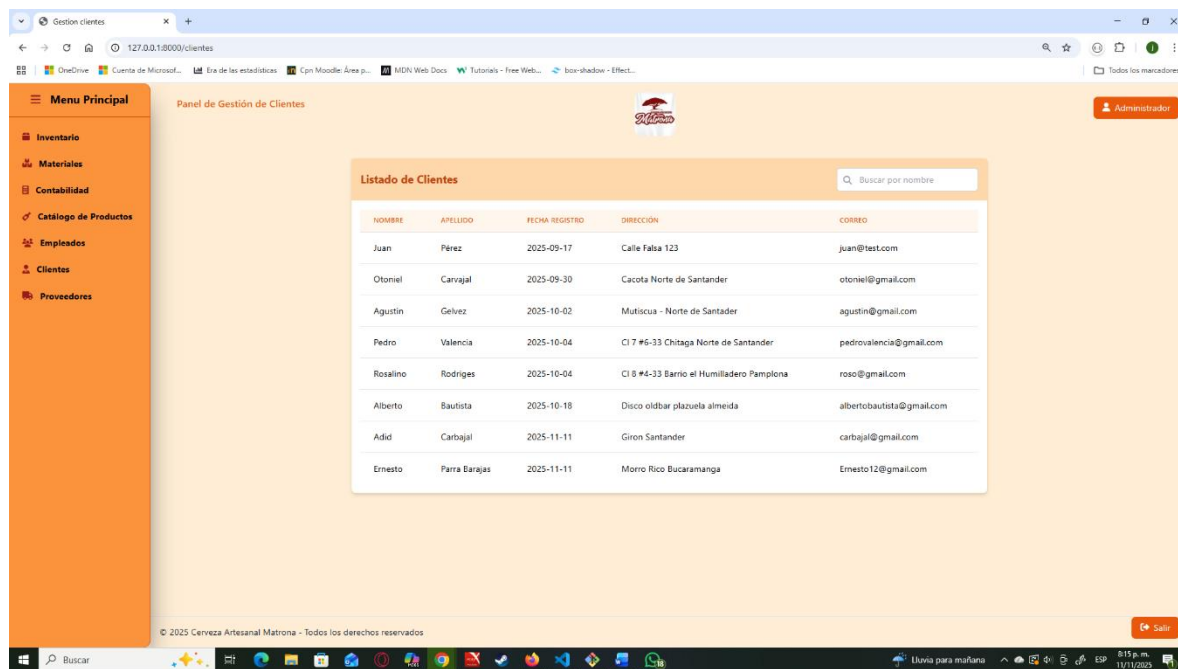 Gestion clientes
127.0.0.1:8000/clientes
OneDrive Cuenta de Microsof... Era de las estadísticas Cpn Moodle: Área p... MDN Web Docs Tutorials - Free Web... box-shadow - Effect... Todos los marcadores
Menu Principal
Panel de Gestión de Clientes
Matrona
Administrador
Inventario
Materiales
Contabilidad
Catálogo de Productos
Empleados
Clientes
Proveedores
Listado de Clientes
Buscar por nombre
NOMBRE APELLIDO FECHA REGISTRO DIRECCIÓN CORREO
Juan Pérez 2025-09-17 Calle Falsa 123 juan@test.com
Otoniel Carvajal 2025-09-30 Cacota Norte de Santander otoniel@gmail.com
Agustin Gelvez 2025-10-02 Mutiscua - Norte de Santader agustin@gmail.com
Pedro Valencia 2025-10-04 Cl 7 #6-33 Chitaga Norte de Santander pedrovalencia@gmail.com
Rosalino Rodriges 2025-10-04 Cl 8 #4-33 Barrio el Humilladero Pamplona roso@gmail.com
Alberto Bautista 2025-10-18 Disco oldbar plazuela almeida albertobautista@gmail.com
Adid Carbajal 2025-11-11 Giron Santander carbajal@gmail.com
Ernesto Parra Barajas 2025-11-11 Morro Rico Bucaramanga Ernesto12@gmail.com
© 2025 Cerveza Artesanal Matrona - Todos los derechos reservados
Salir
Buscar
Lluvia para mañana
ESP
8:15 p. m.
11/11/2025